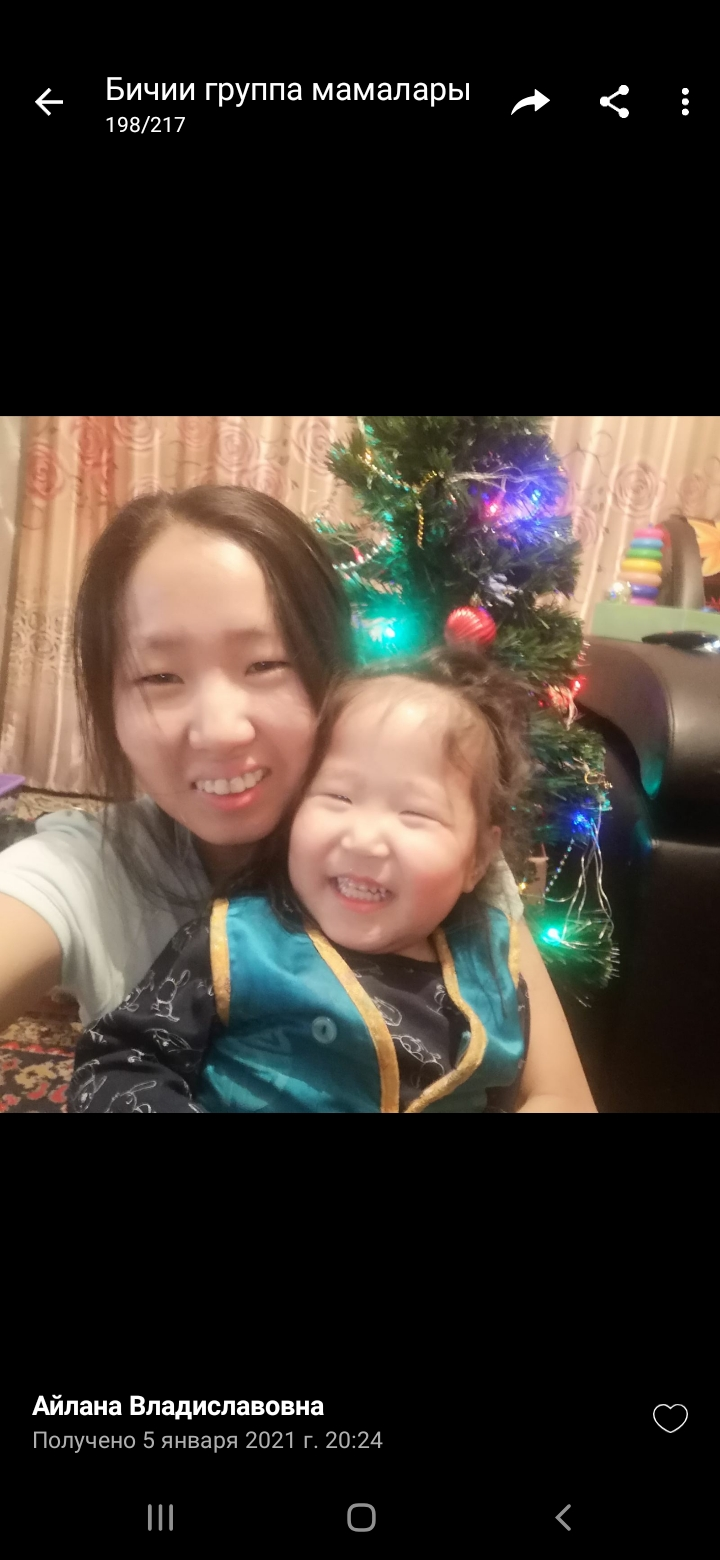 Бичии группа мамалары
198/217
Айлана Владиславовна
Получено 5 января 2021 г. 20:24